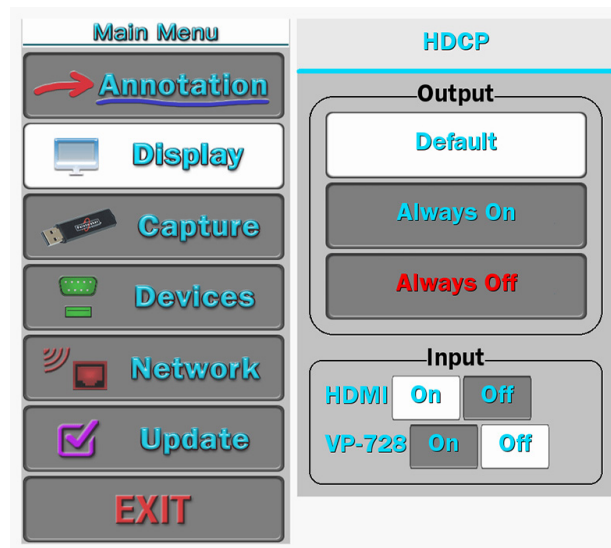 Main Menu
Annotation
Display
Capture
Devices
Network
Update
EXIT
HDCP
Output
Default
Always On
Always Off
Input
HDMI On Off
VP-728 On Off